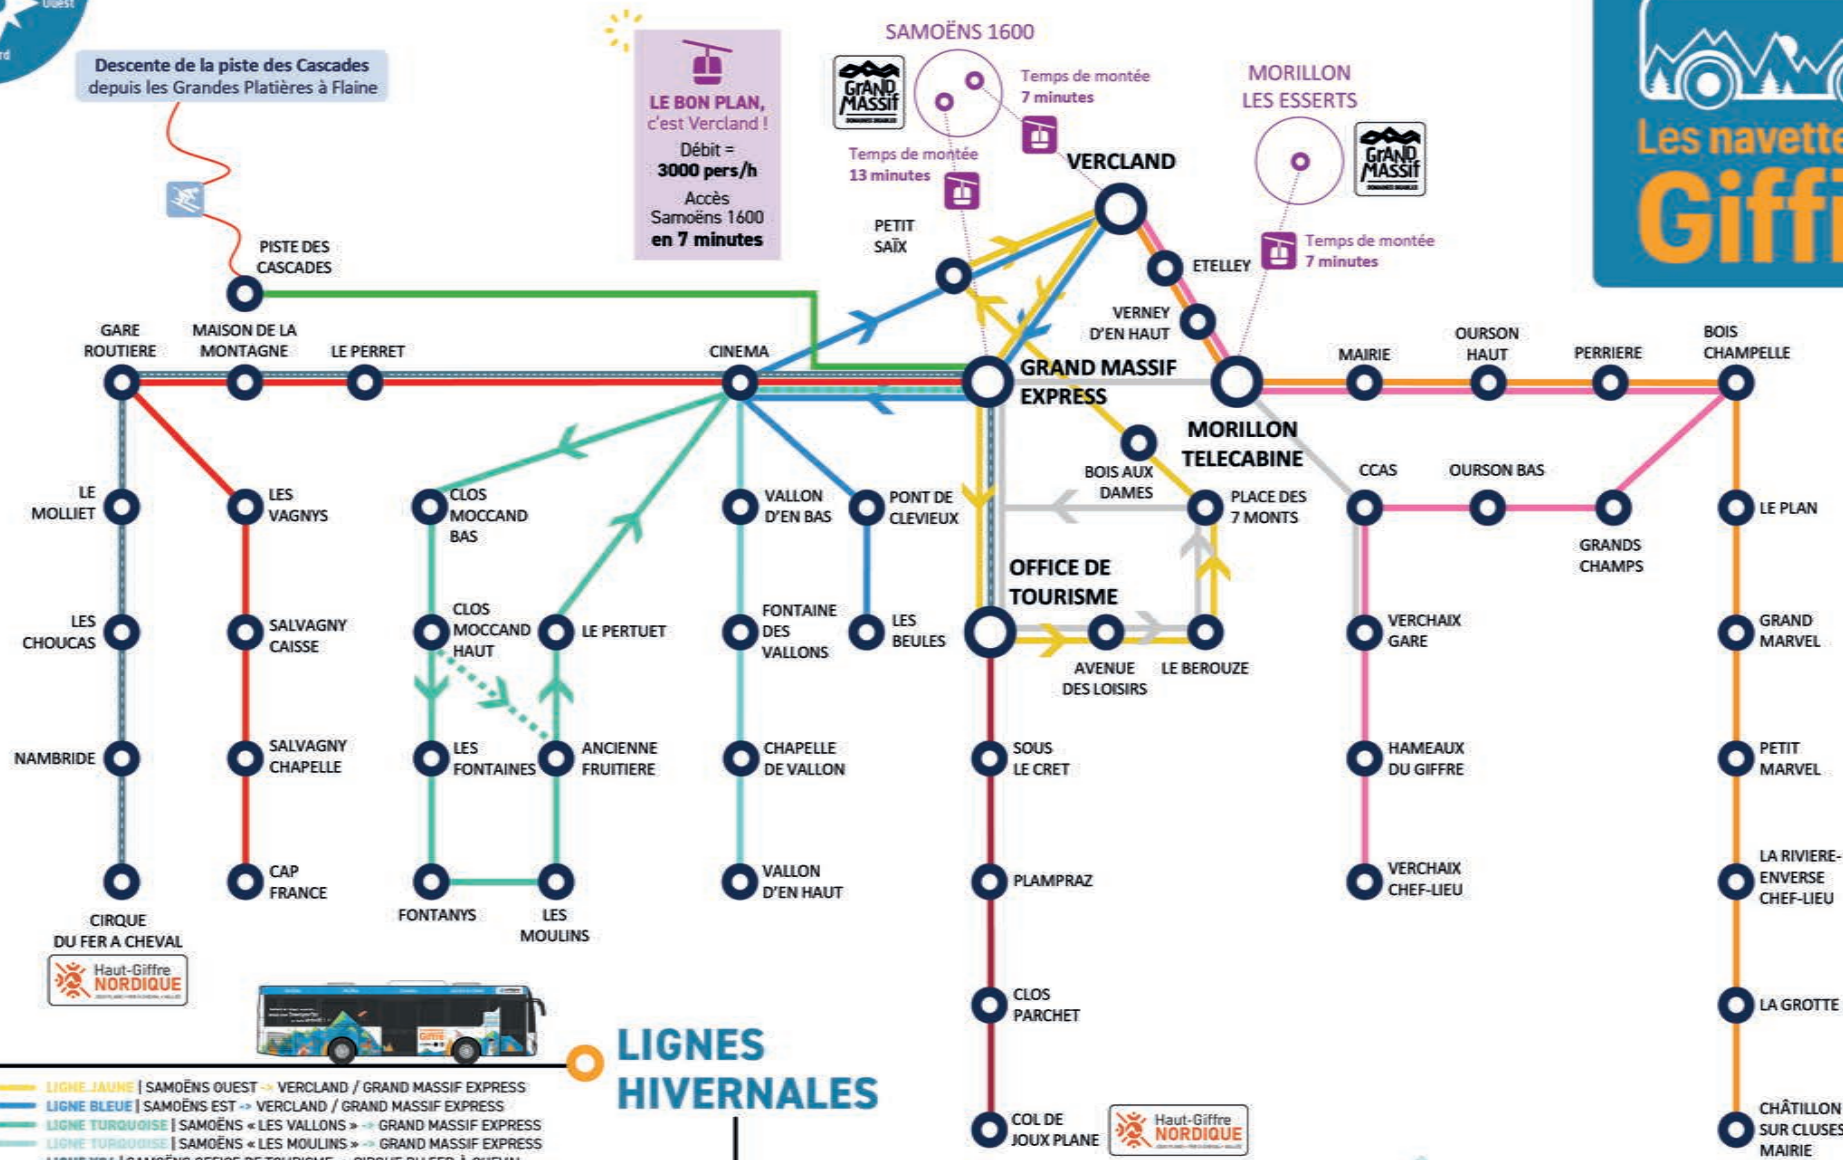 Ouest
Descente de la piste des Cascades
depuis les Grandes Platières à Flaine
LE BON PLAN,
c'est Vercland !
Débit =
3000 pers/h
Accès
Samoëns 1600
en 7 minutes
SAMOËNS 1600
GRAND
MASSIF
Temps de montée
7 minutes
Temps de montée
13 minutes
MORILLON
LES ESSERTS
GRAND
MASSIF
Temps de montée
7 minutes
Les navette
Giff
VERCLAND
PETIT
SAÏX
ETELLEY
VERNEY
D'EN HAUT
PISTE DES
CASCADES
GARE
ROUTIERE
MAISON DE LA
MONTAGNE
LE PERRET
CINEMA
GRAND MASSIF
EXPRESS
MORILLON
TELECABINE
MAIRIE
OURSON
HAUT
PERRIERE
BOIS
CHAMPELLE
LE
MOLLIET
LES
VAGNYS
CLOS
MOCCAND
BAS
VALLON
D'EN BAS
PONT DE
CLEVIEUX
BOIS AUX
DAMES
PLACE DES
7 MONTS
CCAS
OURSON BAS
GRANDS
CHAMPS
LE PLAN
LES
CHOUCAS
SALVAGNY
CAISSE
CLOS
MOCCAND
HAUT
LE PERTUET
FONTAINE
DES
VALLONS
LES
BEULES
OFFICE DE
TOURISME
AVENUE
DES LOISIRS
LE BEROUZE
VERCHAIX
GARE
GRAND
MARVEL
NAMBRIDE
SALVAGNY
CHAPELLE
LES
FONTAINES
ANCIENNE
FRUITIERE
CHAPELLE
DE VALLON
SOUS
LE CRET
HAMEAUX
DU GIFFRE
PETIT
MARVEL
CIRQUE
DU FER A CHEVAL
Haut-Giffre
NORDIQUE
CAP
FRANCE
FONTANYS
LES
MOULINS
VALLON
D'EN HAUT
PLAMPRAZ
VERCHAIX
CHEF-LIEU
LA RIVIERE-
ENVERSE
CHEF-LIEU
CLOS
PARCHET
LA GROTTE
COL DE
JOUX PLANE
Haut-Giffre
NORDIQUE
CHÂTILLON
SUR CLUSES
MAIRIE
LIGNES
HIVERNALES
LIGNE JAUNE | SAMOËNS OUEST -> VERCLAND / GRAND MASSIF EXPRESS
LIGNE BLEUE | SAMOËNS EST -> VERCLAND / GRAND MASSIF EXPRESS
LIGNE TURQUOISE | SAMOËNS « LES VALLONS » -> GRAND MASSIF EXPRESS
LIGNE TURQUOISE | SAMOËNS « LES MOULINS » -> GRAND MASSIF EXPRESS